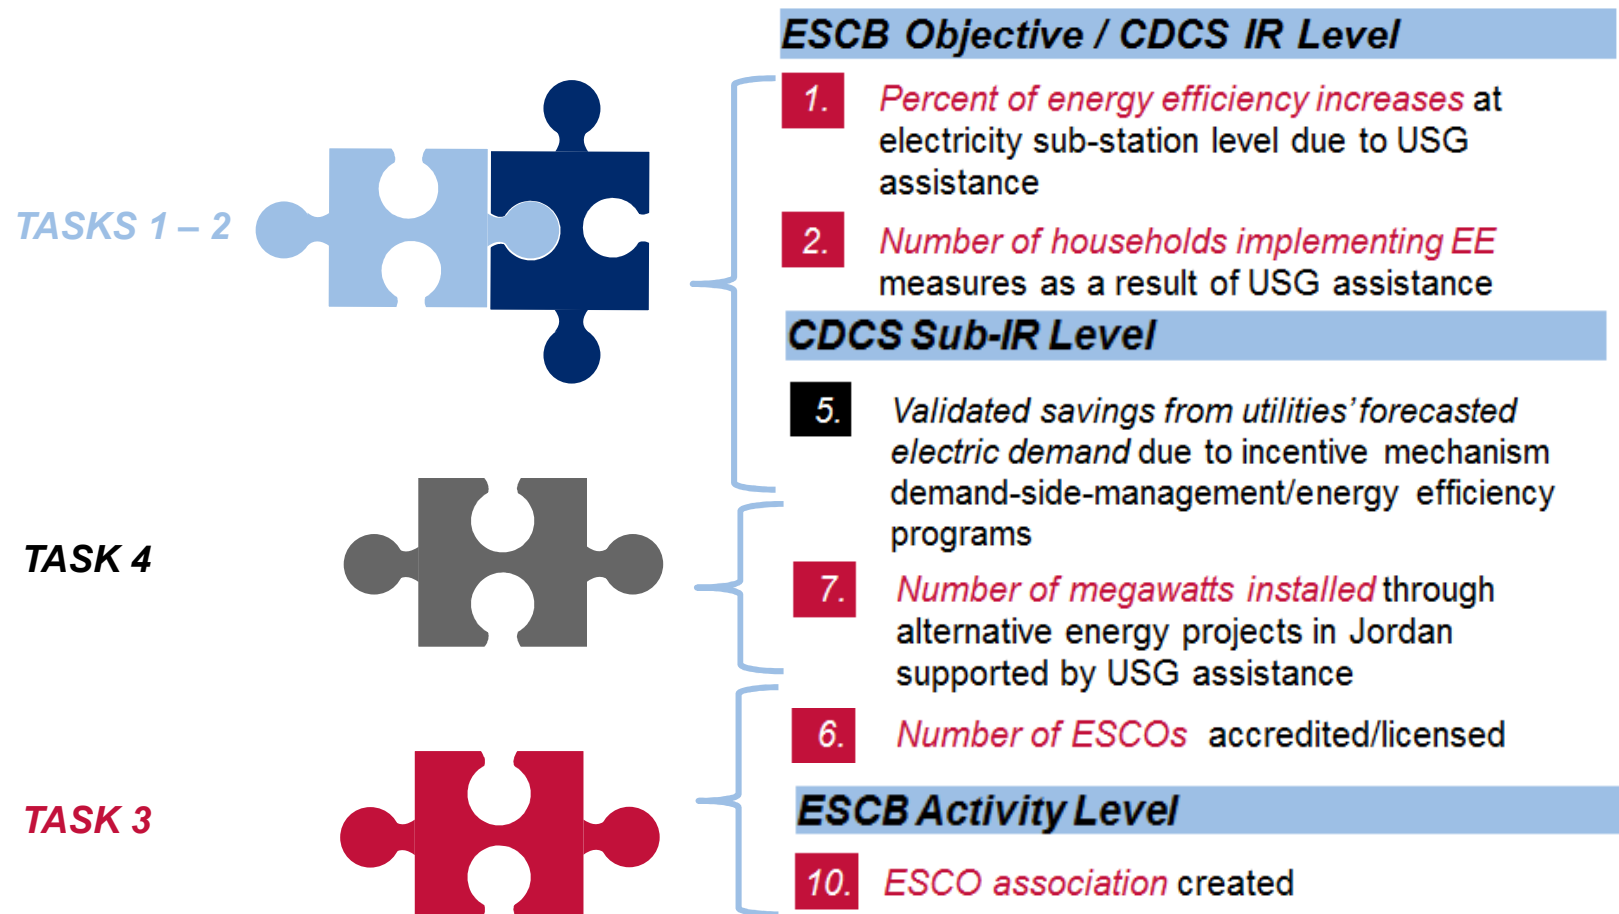 ESCB Objective / CDCS IR Level
1. Percent of energy efficiency increases at
electricity sub-station level due to USG
assistance
TASKS 1 – 2
2. Number of households implementing EE
measures as a result of USG assistance
CDCS Sub-IR Level
5. Validated savings from utilities' forecasted
electric demand due to incentive mechanism
demand-side-management/energy efficiency
programs
TASK 4
7. Number of megawatts installed through
alternative energy projects in Jordan
supported by USG assistance
6. Number of ESCOs accredited/licensed
TASK 3
ESCB Activity Level
10. ESCO association created